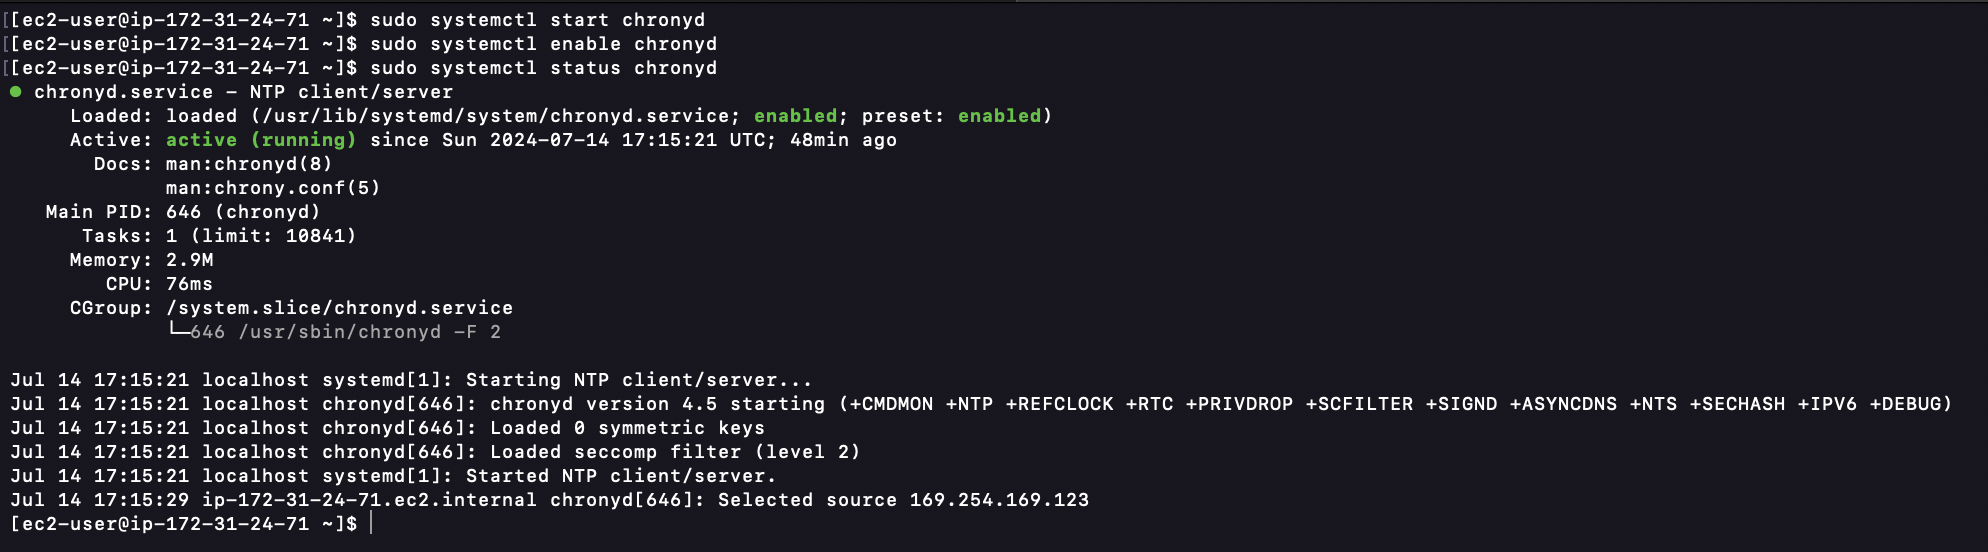 [[ec2-user@ip-172-31-24-71 ~]$ sudo systemctl start chronyd
[[ec2-user@ip-172-31-24-71 ~]$ sudo systemctl enable chronyd
[[ec2-user@ip-172-31-24-71 ~]$ sudo systemctl status chronyd
● chronyd.service - NTP client/server
     Loaded: loaded (/usr/lib/systemd/system/chronyd.service; enabled; preset: enabled)
     Active: active (running) since Sun 2024-07-14 17:15:21 UTC; 48min ago
       Docs: man:chronyd(8)
             man:chrony.conf(5)
   Main PID: 646 (chronyd)
      Tasks: 1 (limit: 10841)
     Memory: 2.9M
        CPU: 76ms
     CGroup: /system.slice/chronyd.service
             └─646 /usr/sbin/chronyd -F 2

Jul 14 17:15:21 localhost systemd[1]: Starting NTP client/server...
Jul 14 17:15:21 localhost chronyd[646]: chronyd version 4.5 starting (+CMDMON +NTP +REFCLOCK +RTC +PRIVDROP +SCFILTER +SIGND +ASYNCDNS +NTS +SECHASH +IPV6 +DEBUG)
Jul 14 17:15:21 localhost chronyd[646]: Loaded 0 symmetric keys
Jul 14 17:15:21 localhost chronyd[646]: Loaded seccomp filter (level 2)
Jul 14 17:15:21 localhost systemd[1]: Started NTP client/server.
Jul 14 17:15:29 ip-172-31-24-71.ec2.internal chronyd[646]: Selected source 169.254.169.123
[ec2-user@ip-172-31-24-71 ~]$